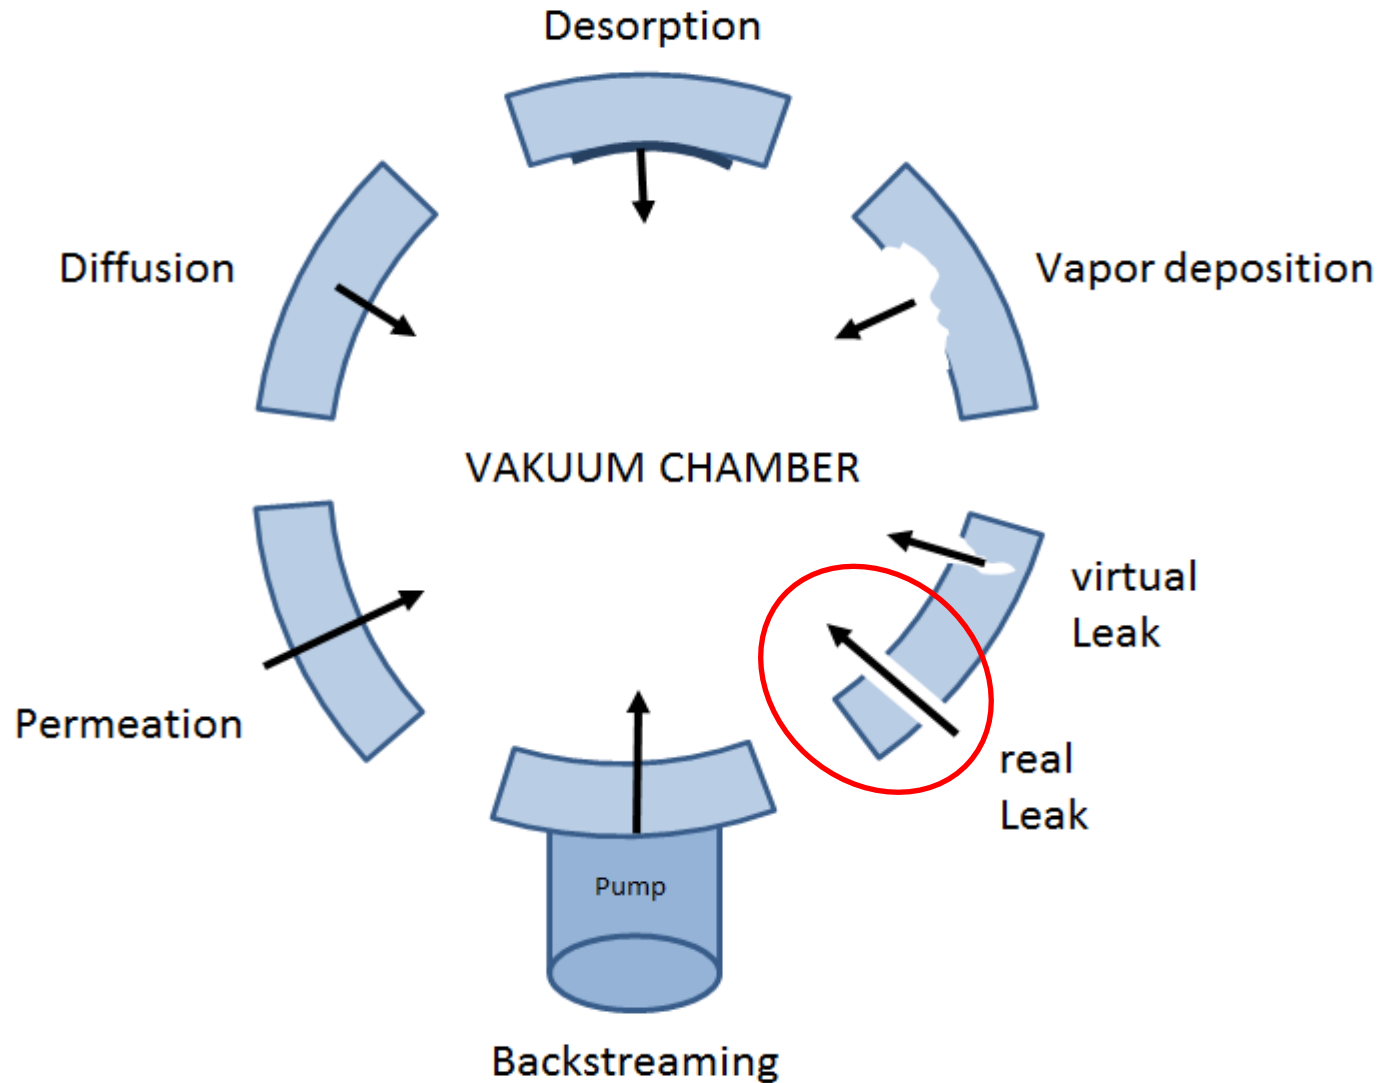 Desorption
Diffusion
Vapor deposition
VAKUUM CHAMBER
virtual
Leak
Permeation
real
Leak
Pump
Backstreaming